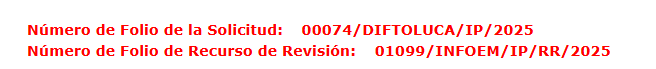 Número de Folio de la Solicitud: 00074/DIFTOLUCA/IP/2025
Número de Folio de Recurso de Revisión: 01099/INFOEM/IP/RR/2025